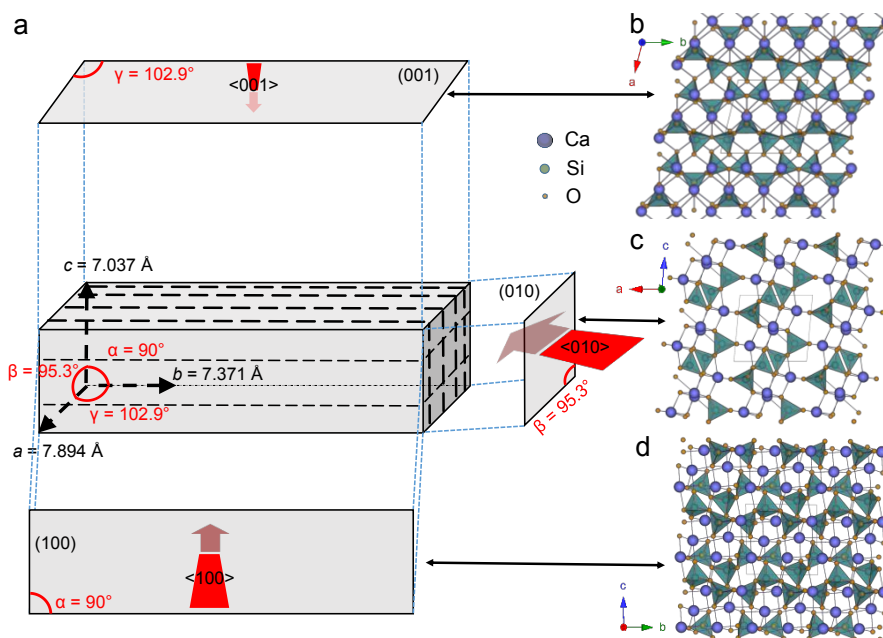 a
γ = 102.9°
<001>
(001)
c = 7.037 Å
α = 90°
β = 95.3°
b = 7.371 Å
γ = 102.9°
a = 7.894 Å
(010)
<010>
β = 95.3°
(100)
<100>
α = 90°
Ca
Si
O
b
b
a
c
c
a
d
c
b